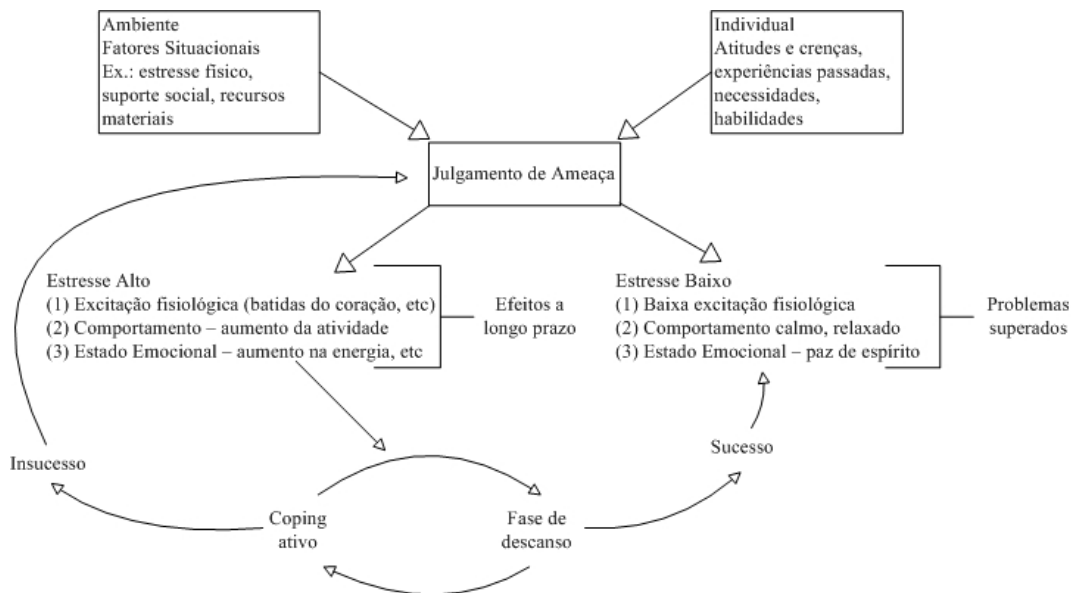 Ambiente
Fatores Situacionais
Ex.: estresse físico,
suporte social, recursos
materiais
Individual
Atitudes e crenças,
experiências passadas,
necessidades,
habilidades
Julgamento de Ameaça
Estresse Alto
(1) Excitação fisiológica (batidas do coração, etc)
(2) Comportamento – aumento da atividade
(3) Estado Emocional – aumento na energia, etc
Efeitos a
longo prazo
Estresse Baixo
(1) Baixa excitação fisiológica
(2) Comportamento calmo, relaxado
(3) Estado Emocional – paz de espírito
Problemas
superados
Insucesso
Sucesso
Coping
ativo
Fase de
descanso